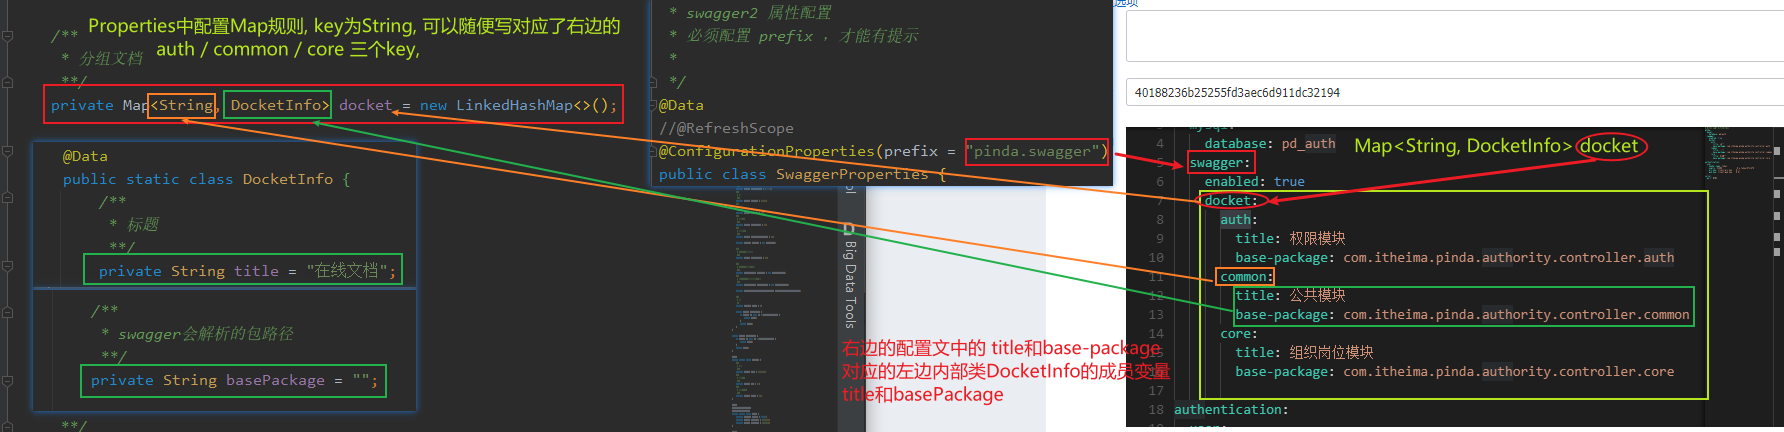 Properties中配置Map规则, key为String, 可以随便写对应了右边的
auth / common / core 三个key,
/**
* 分组文档
**/
private Map<String, DocketInfo> docket = new LinkedHashMap<>();
@Data
public static class DocketInfo {
/**
* 标题
**/
private String title = "在线文档";
/**
* swagger会解析的包路径
**/
private String basePackage = "";
**/
* swagger2 属性配置
* 必须配置 prefix ，才能有提示
*
*/
@Data
//@RefreshScope
@ConfigurationProperties(prefix = "pinda.swagger")
public class SwaggerProperties {
Big Data Tools
右边的配置文中的 title和base-package
对应的左边内部类DocketInfo的成员变量
title和basePackage
选项
40188236b25255fd3aec6d911dc32194
Map<String, DocketInfo> docket
3 mysql:
4 database: pd_auth
5 swagger:
6 enabled: true
7 docket:
8 auth:
9 title: 权限模块
10 base-package: com.itheima.pinda.authority.controller.auth
11 common:
12 title: 公共模块
13 base-package: com.itheima.pinda.authority.controller.common
14 core:
15 title: 组织岗位模块
16 base-package: com.itheima.pinda.authority.controller.core
17
18 authentication: